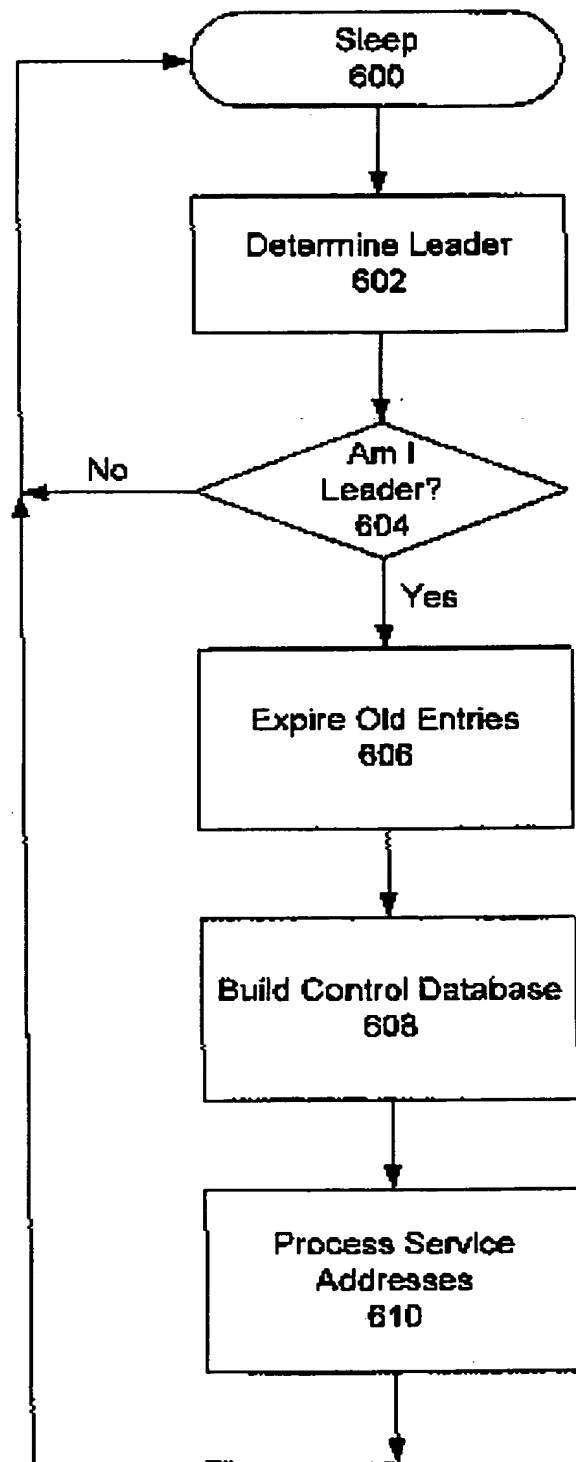 Sleep
600
Determine Leader
602
Am I
Leader?
604
No
Yes
Expire Old Entries
606
Build Control Database
608
Process Service
Addresses
610